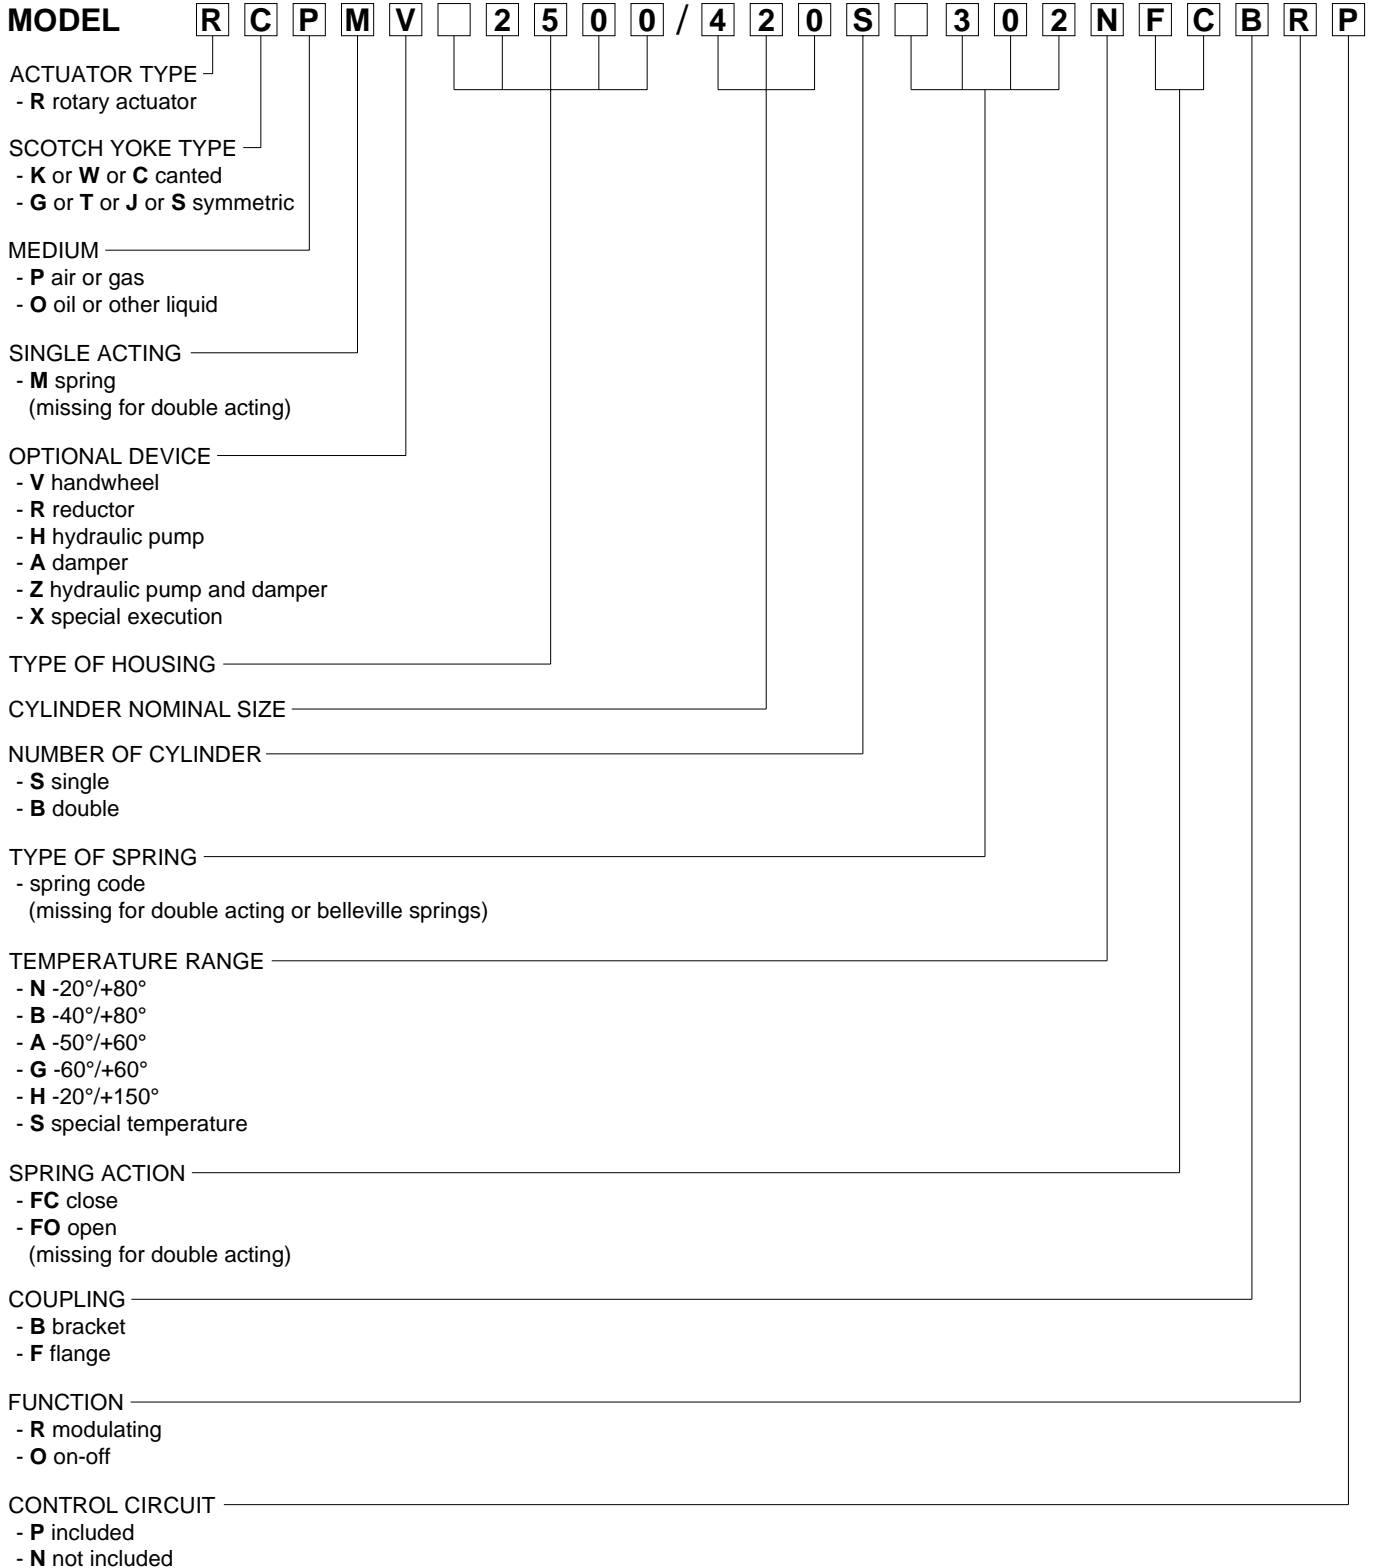 MODEL R C P M V 2 5 0 0 / 4 2 0 S 3 0 2 N F C B R P
ACTUATOR TYPE
- R rotary actuator
SCOTCH YOKE TYPE
- K or W or C canted
- G or T or J or S symmetric
MEDIUM
- P air or gas
- O oil or other liquid
SINGLE ACTING
- M spring
(missing for double acting)
OPTIONAL DEVICE
- V handwheel
- R reductor
- H hydraulic pump
- A damper
- Z hydraulic pump and damper
- X special execution
TYPE OF HOUSING
CYLINDER NOMINAL SIZE
NUMBER OF CYLINDER
- S single
- B double
TYPE OF SPRING
- spring code
(missing for double acting or belleville springs)
TEMPERATURE RANGE
- N -20°/+80°
- B -40°/+80°
- A -50°/+60°
- G -60°/+60°
- H -20°/+150°
- S special temperature
SPRING ACTION
- FC close
- FO open
(missing for double acting)
COUPLING
- B bracket
- F flange
FUNCTION
- R modulating
- O on-off
CONTROL CIRCUIT
- P included
- N not included